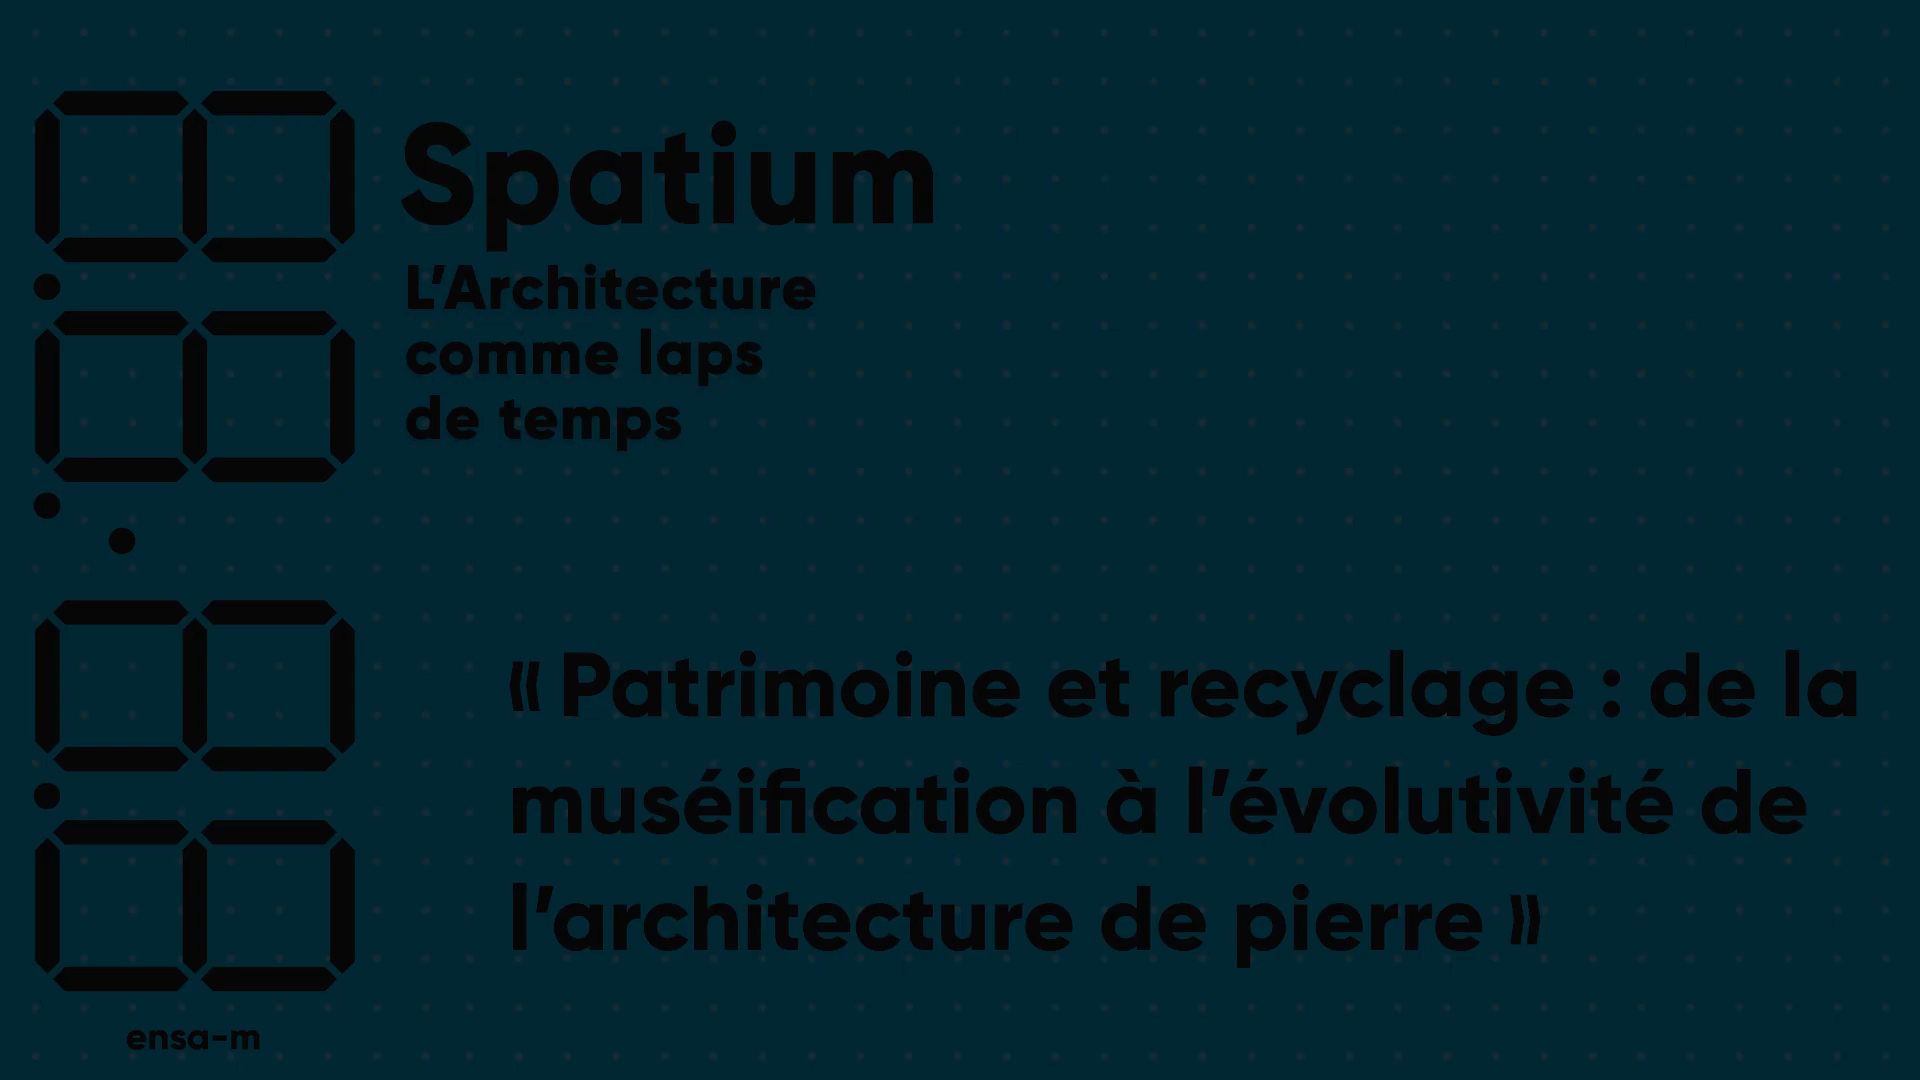 Spatium
L’Architecture
comme laps
de temps
« Patrimoine et recyclage : de la
muséification à l’évolutivité de
l’architecture de pierre »
ensa-m